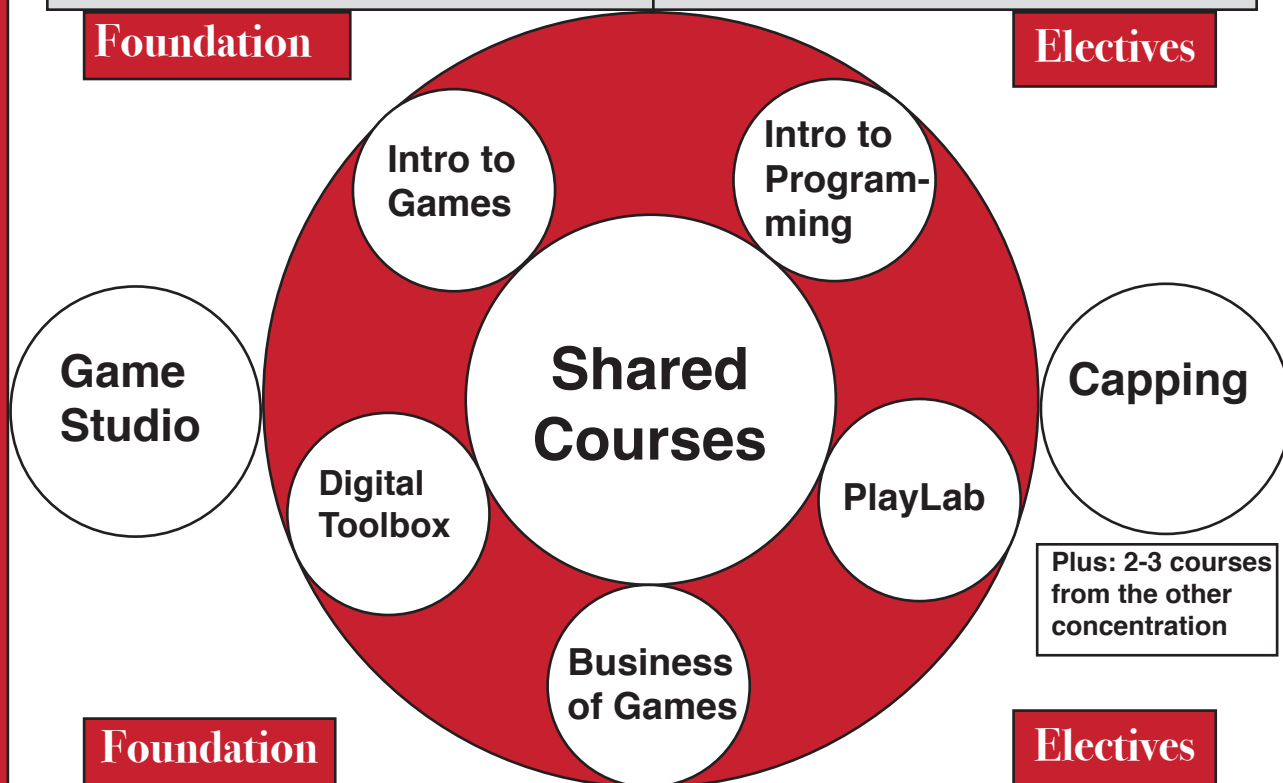 Foundation
Electives
Intro to
Games
Intro to
Program-
ming
Game
Studio
Shared
Courses
Capping
Digital
Toolbox
PlayLab
Plus: 2-3 courses
from the other
concentration
Business
of Games
Foundation
Electives